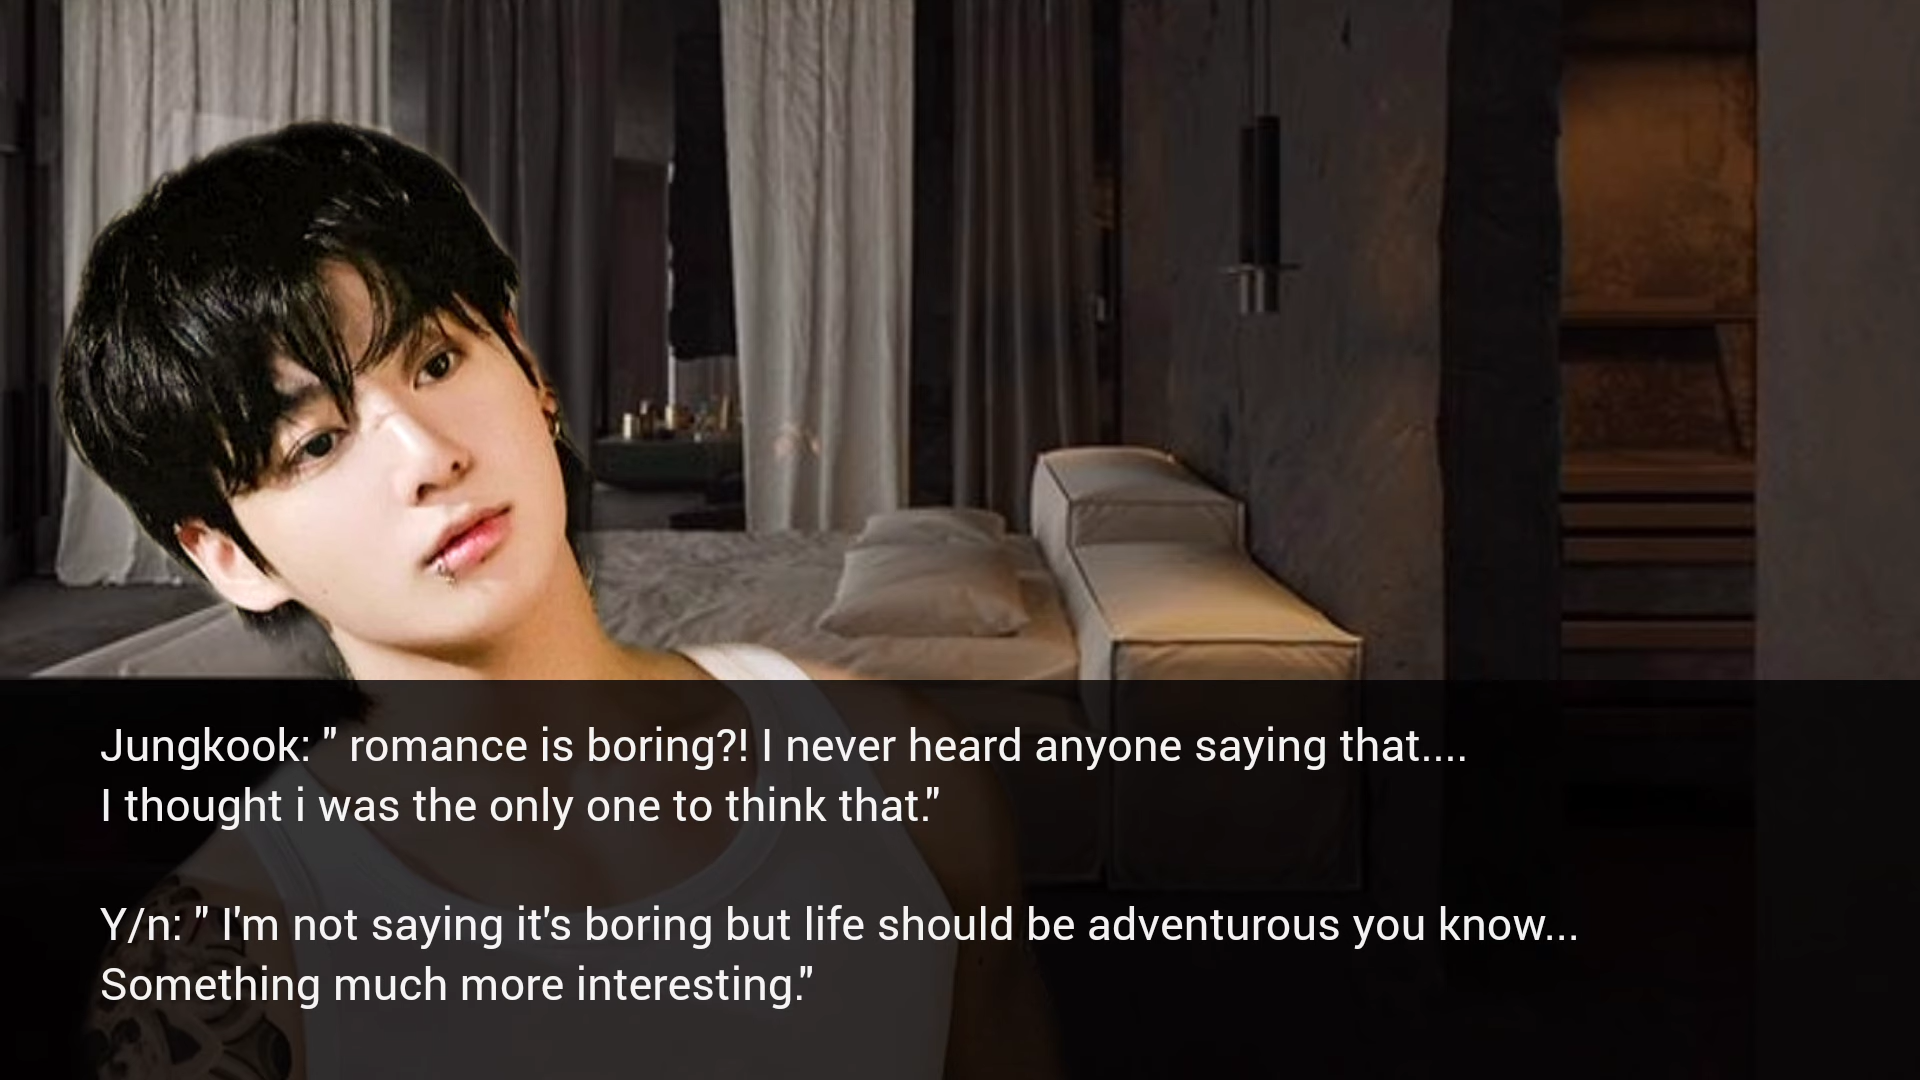 Jungkook: " romance is boring?! I never heard anyone saying that....
I thought i was the only one to think that."
Y/n: " I'm not saying it's boring but life should be adventurous you know...
Something much more interesting."